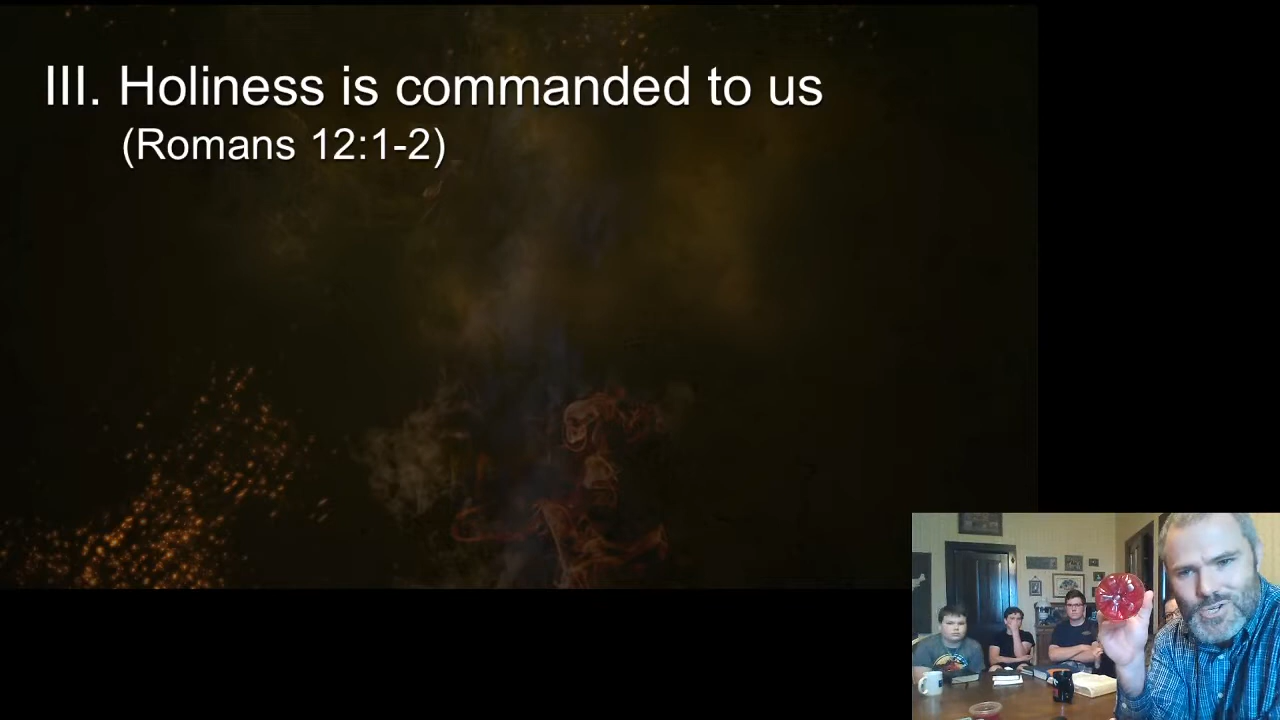 III. Holiness is commanded to us
(Romans 12:1-2)